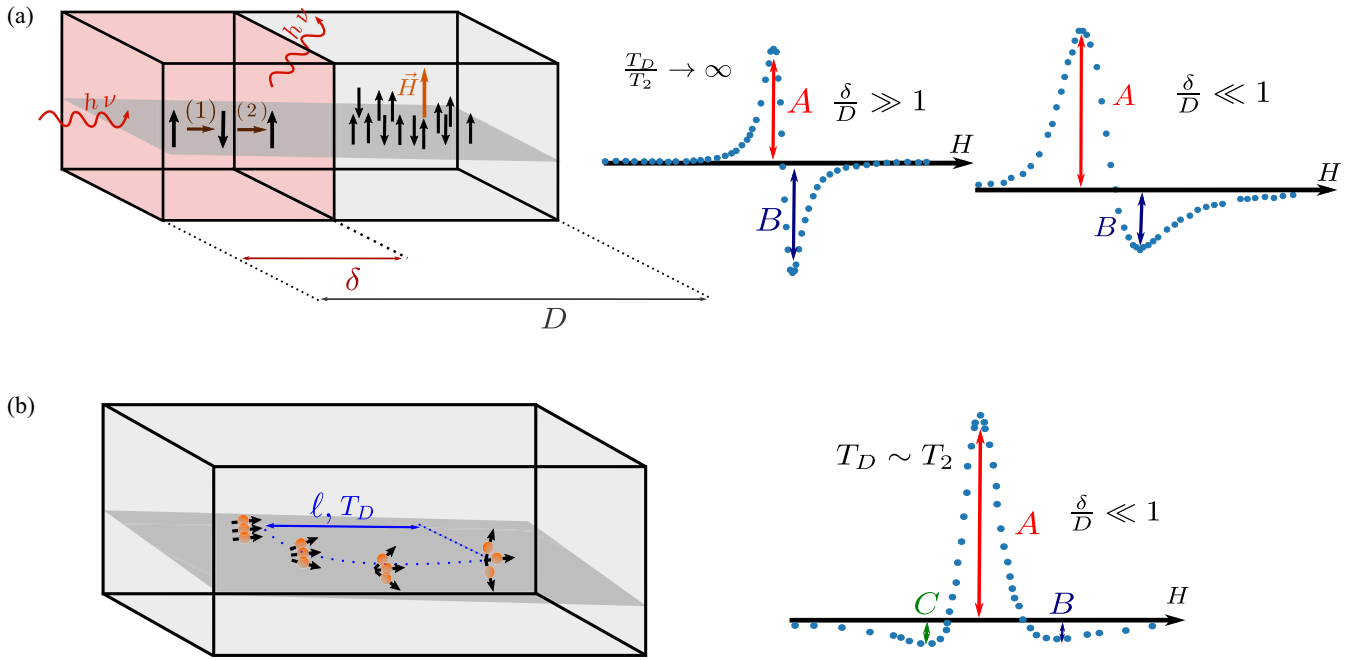 (a)
hν
hν
(1)
(2)
H⃗
δ
D
T_D/T_2 → ∞
A
δ/D ≫ 1
H
B
A
δ/D ≪ 1
H
B
(b)
ℓ, T_D
T_D ∼ T_2
A
δ/D ≪ 1
C
B
H